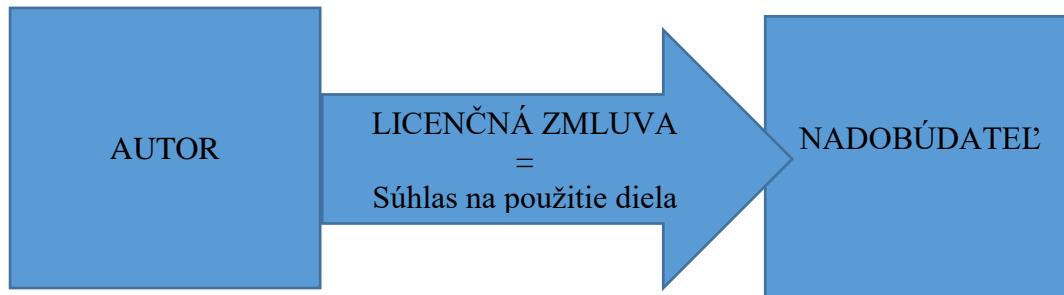 AUTOR
LICENČNÁ ZMLUVA
=
Súhlas na použitie diela
NADOBÚDATEĽ